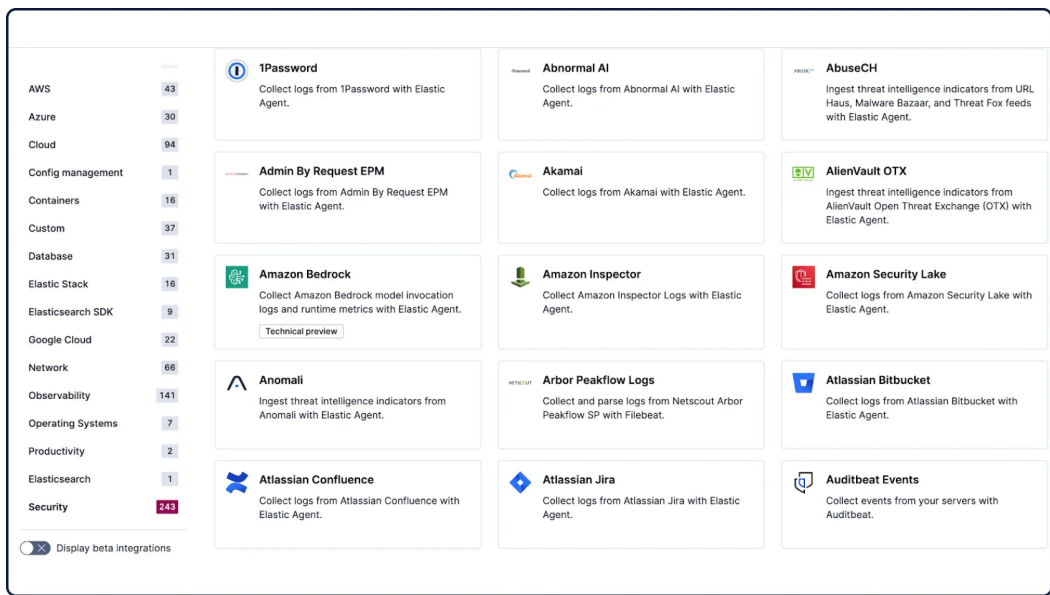 AWS 43
Azure 30
Cloud 94
Config management 1
Containers 16
Custom 37
Database 31
Elastic Stack 16
Elasticsearch SDK 9
Google Cloud 22
Network 66
Observability 141
Operating Systems 7
Productivity 2
Elasticsearch 1
Security 243
Display beta integrations
1Password
Collect logs from 1Password with Elastic
Agent.
Abnormal
Abnormal AI
Collect logs from Abnormal AI with Elastic
Agent.
AbuseCH
Ingest threat intelligence indicators from URL
Haus, Malware Bazaar, and Threat Fox feeds
with Elastic Agent.
Admin By Request EPM
Collect logs from Admin By Request EPM
with Elastic Agent.
Akamai
Akamai
Collect logs from Akamai with Elastic Agent.
AlienVault OTX
Ingest threat intelligence indicators from
AlienVault Open Threat Exchange (OTX) with
Elastic Agent.
Amazon Bedrock
Collect Amazon Bedrock model invocation
logs and runtime metrics with Elastic Agent.
Technical preview
Amazon Inspector
Collect Amazon Inspector Logs with Elastic
Agent.
Amazon Security Lake
Collect logs from Amazon Security Lake with
Elastic Agent.
Anomali
Ingest threat intelligence indicators from
Anomali with Elastic Agent.
NETSCOUT
Arbor Peakflow Logs
Collect and parse logs from Netscout Arbor
Peakflow SP with Filebeat.
Atlassian Bitbucket
Collect logs from Atlassian Bitbucket with
Elastic Agent.
Atlassian Confluence
Collect logs from Atlassian Confluence with
Elastic Agent.
Atlassian Jira
Collect logs from Atlassian Jira with Elastic
Agent.
Auditbeat Events
Collect events from your servers with
Auditbeat.